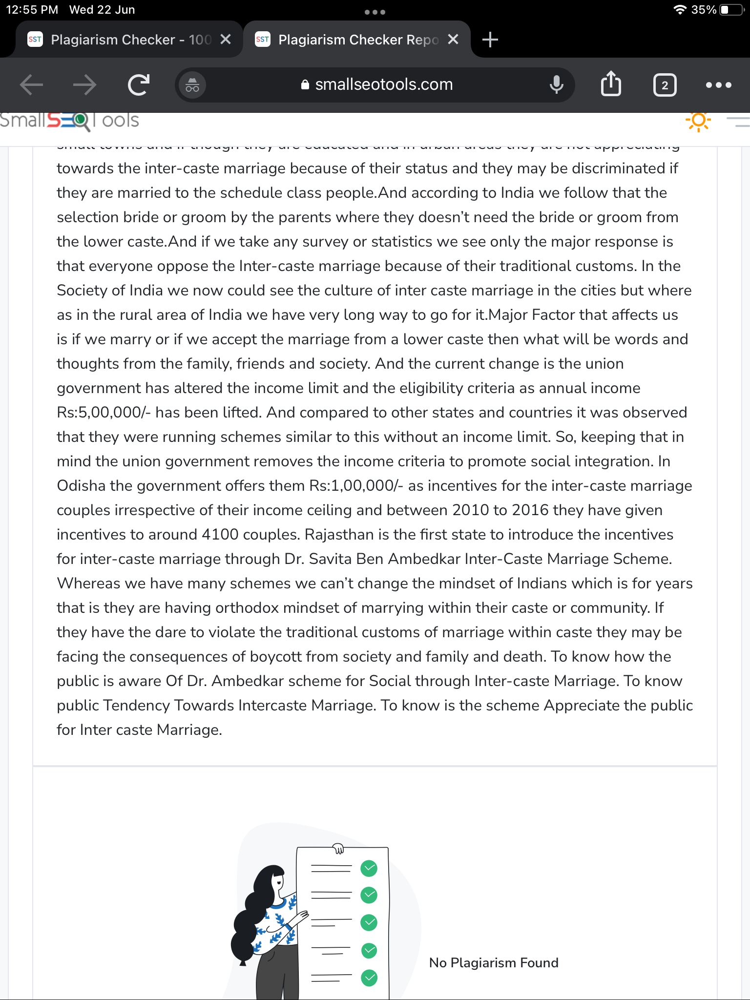 12:55 PM Wed 22 Jun
35%
SST Plagiarism Checker - 100
SST Plagiarism Checker Repo
smallseotools.com
2
SmallSEOTools
small towns and if though they are educated and in urban areas they are not appreciating
towards the inter-caste marriage because of their status and they may be discriminated if
they are married to the schedule class people.And according to India we follow that the
selection bride or groom by the parents where they doesn’t need the bride or groom from
the lower caste.And if we take any survey or statistics we see only the major response is
that everyone oppose the Inter-caste marriage because of their traditional customs. In the
Society of India we now could see the culture of inter caste marriage in the cities but where
as in the rural area of India we have very long way to go for it.Major Factor that affects us
is if we marry or if we accept the marriage from a lower caste then what will be words and
thoughts from the family, friends and society. And the current change is the union
government has altered the income limit and the eligibility criteria as annual income
Rs:5,00,000/- has been lifted. And compared to other states and countries it was observed
that they were running schemes similar to this without an income limit. So, keeping that in
mind the union government removes the income criteria to promote social integration. In
Odisha the government offers them Rs:1,00,000/- as incentives for the inter-caste marriage
couples irrespective of their income ceiling and between 2010 to 2016 they have given
incentives to around 4100 couples. Rajasthan is the first state to introduce the incentives
for inter-caste marriage through Dr. Savita Ben Ambedkar Inter-Caste Marriage Scheme.
Whereas we have many schemes we can’t change the mindset of Indians which is for years
that is they are having orthodox mindset of marrying within their caste or community. If
they have the dare to violate the traditional customs of marriage within caste they may be
facing the consequences of boycott from society and family and death. To know how the
public is aware Of Dr. Ambedkar scheme for Social through Inter-caste Marriage. To know
public Tendency Towards Intercaste Marriage. To know is the scheme Appreciate the public
for Inter caste Marriage.
No Plagiarism Found